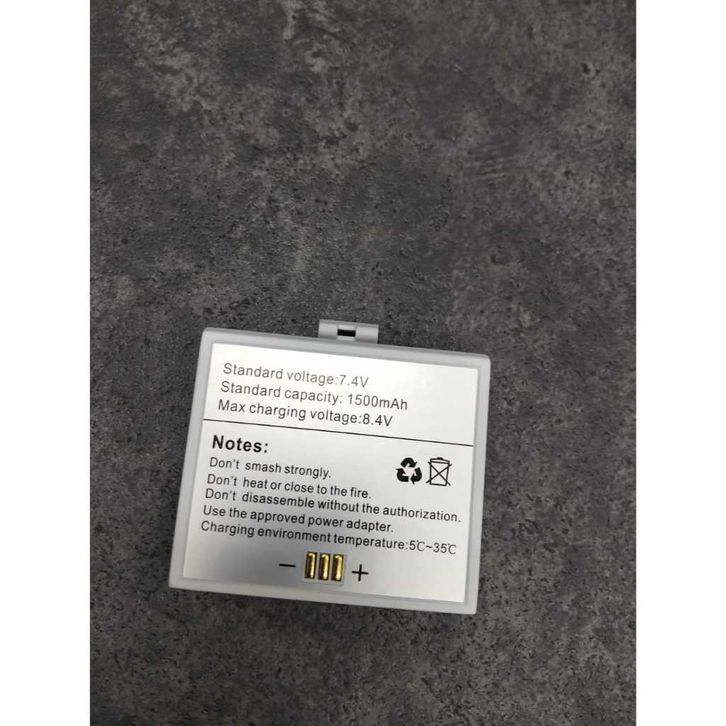 Standard voltage:7.4V
Standard capacity: 1500mAh
Max charging voltage:8.4V
Notes:
Don't smash strongly.
Don't heat or close to the fire.
Don't disassemble without the authorization.
Use the approved power adapter.
Charging environment temperature:5℃~35℃
− +